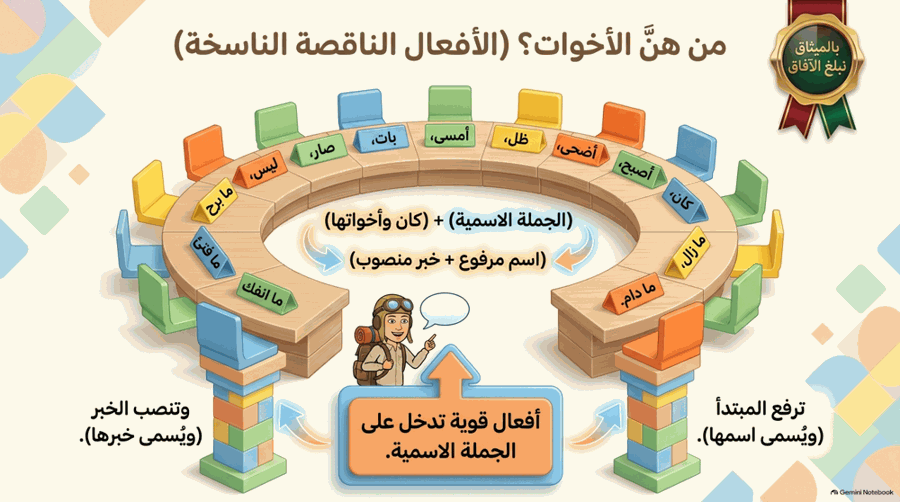 من هنَّ الأخوات؟ (الأفعال الناقصة الناسخة)
بالميثاق
نبلغ الآفاق
كان،
أصبح،
أضحى،
ظل،
أمسى،
بات،
صار،
ليس،
ما برح
ما فتئ
ما انفك
ما زال،
ما دام.
(الجملة الاسمية) + (كان وأخواتها)
(اسم مرفوع + خبر منصوب)
أفعال قوية تدخل على
الجملة الاسمية.
ترفع المبتدأ
(ويُسمى اسمها).
وتنصب الخبر
(ويُسمى خبرها).
Gemini Notebook